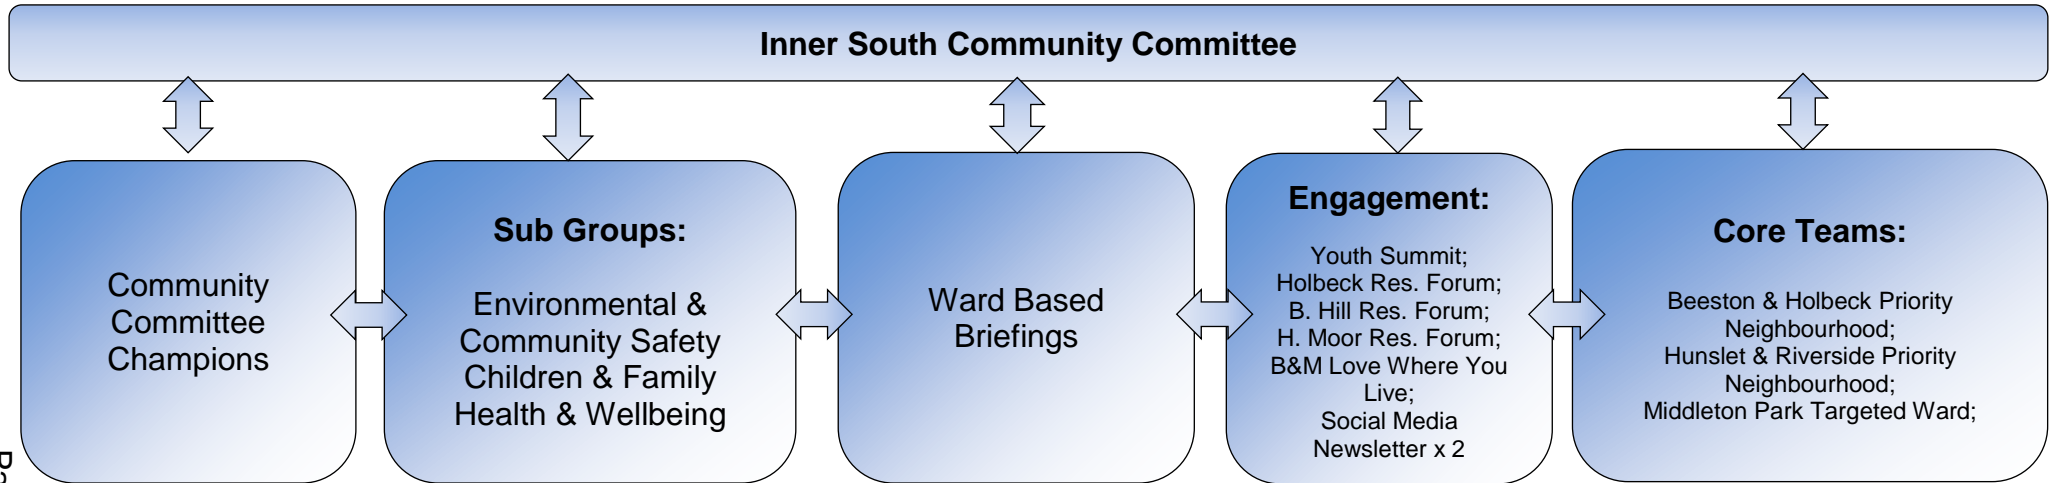 Inner South Community Committee
Community
Committee
Champions
Sub Groups:
Environmental &
Community Safety
Children & Family
Health & Wellbeing
Ward Based
Briefings
Engagement:
Youth Summit;
Holbeck Res. Forum;
B. Hill Res. Forum;
H. Moor Res. Forum;
B&M Love Where You
Live;
Social Media
Newsletter x 2
Core Teams:
Beeston & Holbeck Priority
Neighbourhood;
Hunslet & Riverside Priority
Neighbourhood;
Middleton Park Targeted Ward;